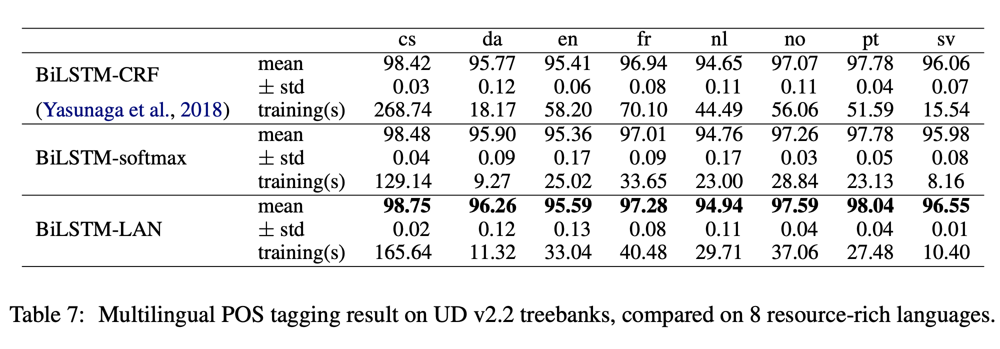 cs da en fr nl no pt sv
BiLSTM-CRF
(Yasunaga et al., 2018)
mean 98.42 95.77 95.41 96.94 94.65 97.07 97.78 96.06
± std 0.03 0.12 0.06 0.08 0.11 0.11 0.04 0.07
training(s) 268.74 18.17 58.20 70.10 44.49 56.06 51.59 15.54
BiLSTM-softmax
mean 98.48 95.90 95.36 97.01 94.76 97.26 97.78 95.98
± std 0.04 0.09 0.17 0.09 0.17 0.03 0.05 0.08
training(s) 129.14 9.27 25.02 33.65 23.00 28.84 23.13 8.16
BiLSTM-LAN
mean 98.75 96.26 95.59 97.28 94.94 97.59 98.04 96.55
± std 0.02 0.12 0.13 0.08 0.11 0.04 0.04 0.01
training(s) 165.64 11.32 33.04 40.48 29.71 37.06 27.48 10.40
Table 7: Multilingual POS tagging result on UD v2.2 treebanks, compared on 8 resource-rich languages.